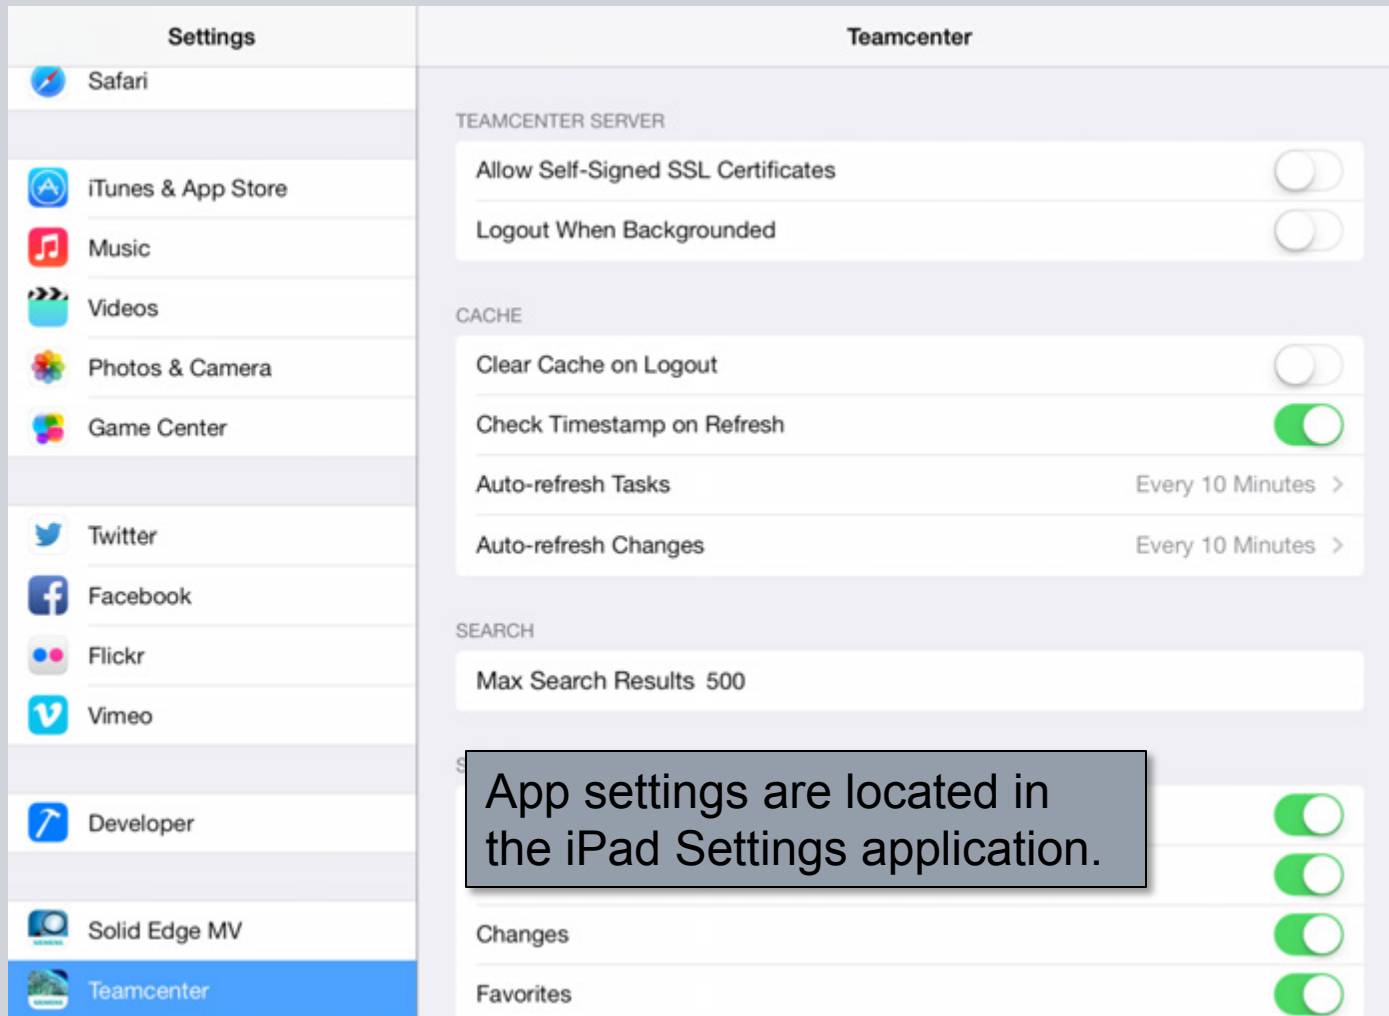 Settings
Safari
iTunes & App Store
Music
Videos
Photos & Camera
Game Center
Twitter
Facebook
Flickr
Vimeo
Developer
Solid Edge MV
Teamcenter
Teamcenter
TEAMCENTER SERVER
Allow Self-Signed SSL Certificates
Logout When Backgrounded
CACHE
Clear Cache on Logout
Check Timestamp on Refresh
Auto-refresh Tasks Every 10 Minutes >
Auto-refresh Changes Every 10 Minutes >
SEARCH
Max Search Results 500
App settings are located in
the iPad Settings application.
Changes
Favorites